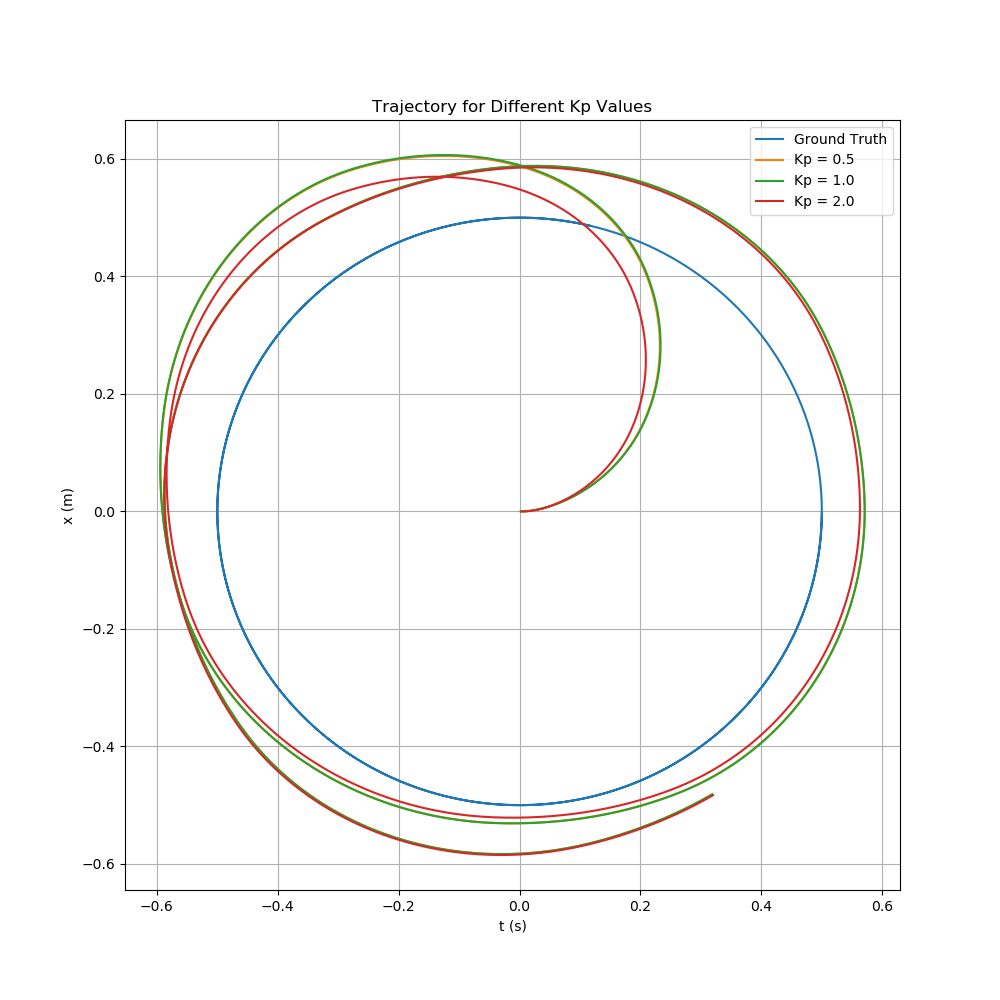 Trajectory for Different Kp Values
Ground Truth
Kp = 0.5
Kp = 1.0
Kp = 2.0
0.6
0.4
0.2
0.0
−0.2
−0.4
−0.6
x (m)
−0.6 −0.4 −0.2 0.0 0.2 0.4 0.6
t (s)